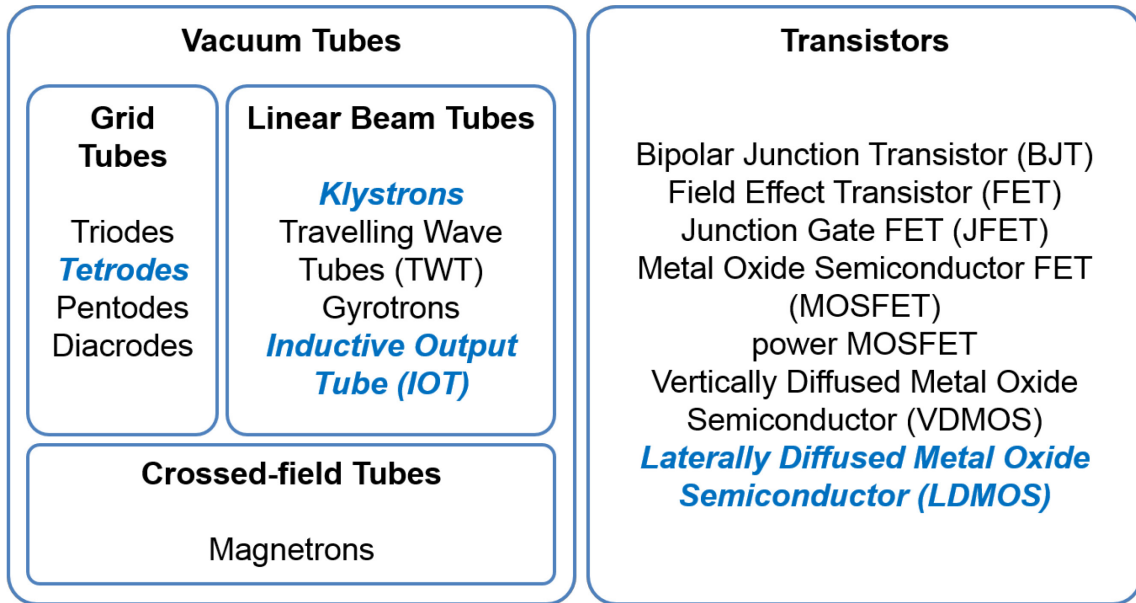 Vacuum Tubes
Grid
Tubes
Triodes
Tetrodes
Pentodes
Diacrodes
Linear Beam Tubes
Klystrons
Travelling Wave
Tubes (TWT)
Gyrotrons
Inductive Output
Tube (IOT)
Crossed-field Tubes
Magnetrons
Transistors
Bipolar Junction Transistor (BJT)
Field Effect Transistor (FET)
Junction Gate FET (JFET)
Metal Oxide Semiconductor FET
(MOSFET)
power MOSFET
Vertically Diffused Metal Oxide
Semiconductor (VDMOS)
Laterally Diffused Metal Oxide
Semiconductor (LDMOS)